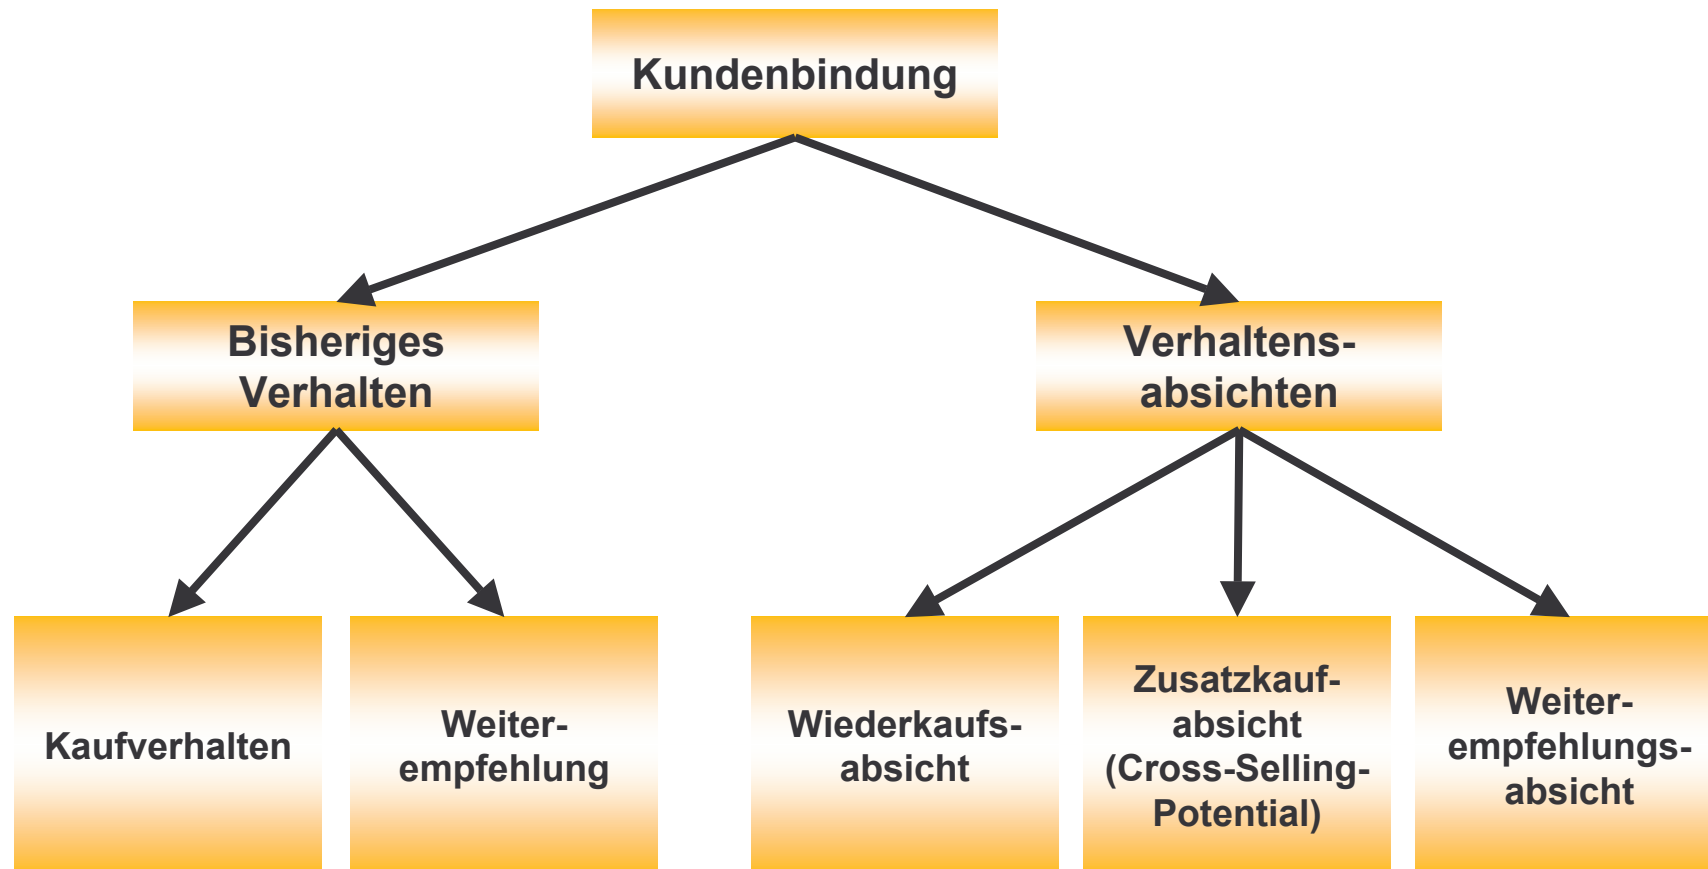 Kundenbindung
Bisheriges
Verhalten
Verhaltens-
absichten
Kaufverhalten
Weiter-
empfehlung
Wiederkaufs-
absicht
Zusatzkauf-
absicht
(Cross-Selling-
Potential)
Weiter-
empfehlungs-
absicht